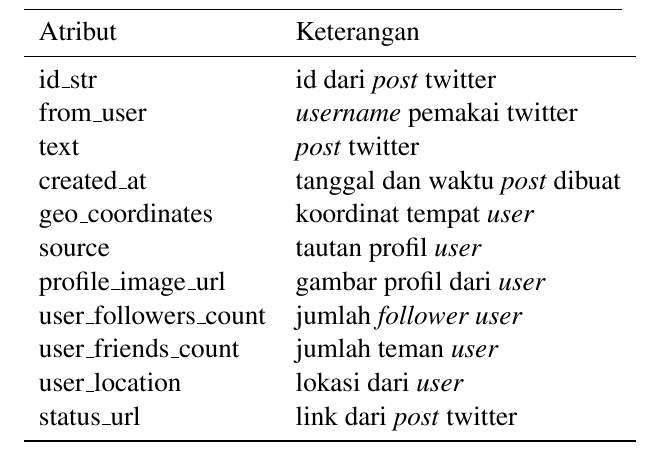 Atribut Keterangan
id_str id dari post twitter
from_user username pemakai twitter
text post twitter
created_at tanggal dan waktu post dibuat
geo_coordinates koordinat tempat user
source tautan profil user
profile_image_url gambar profil dari user
user_followers_count jumlah follower user
user_friends_count jumlah teman user
user_location lokasi dari user
status_url link dari post twitter